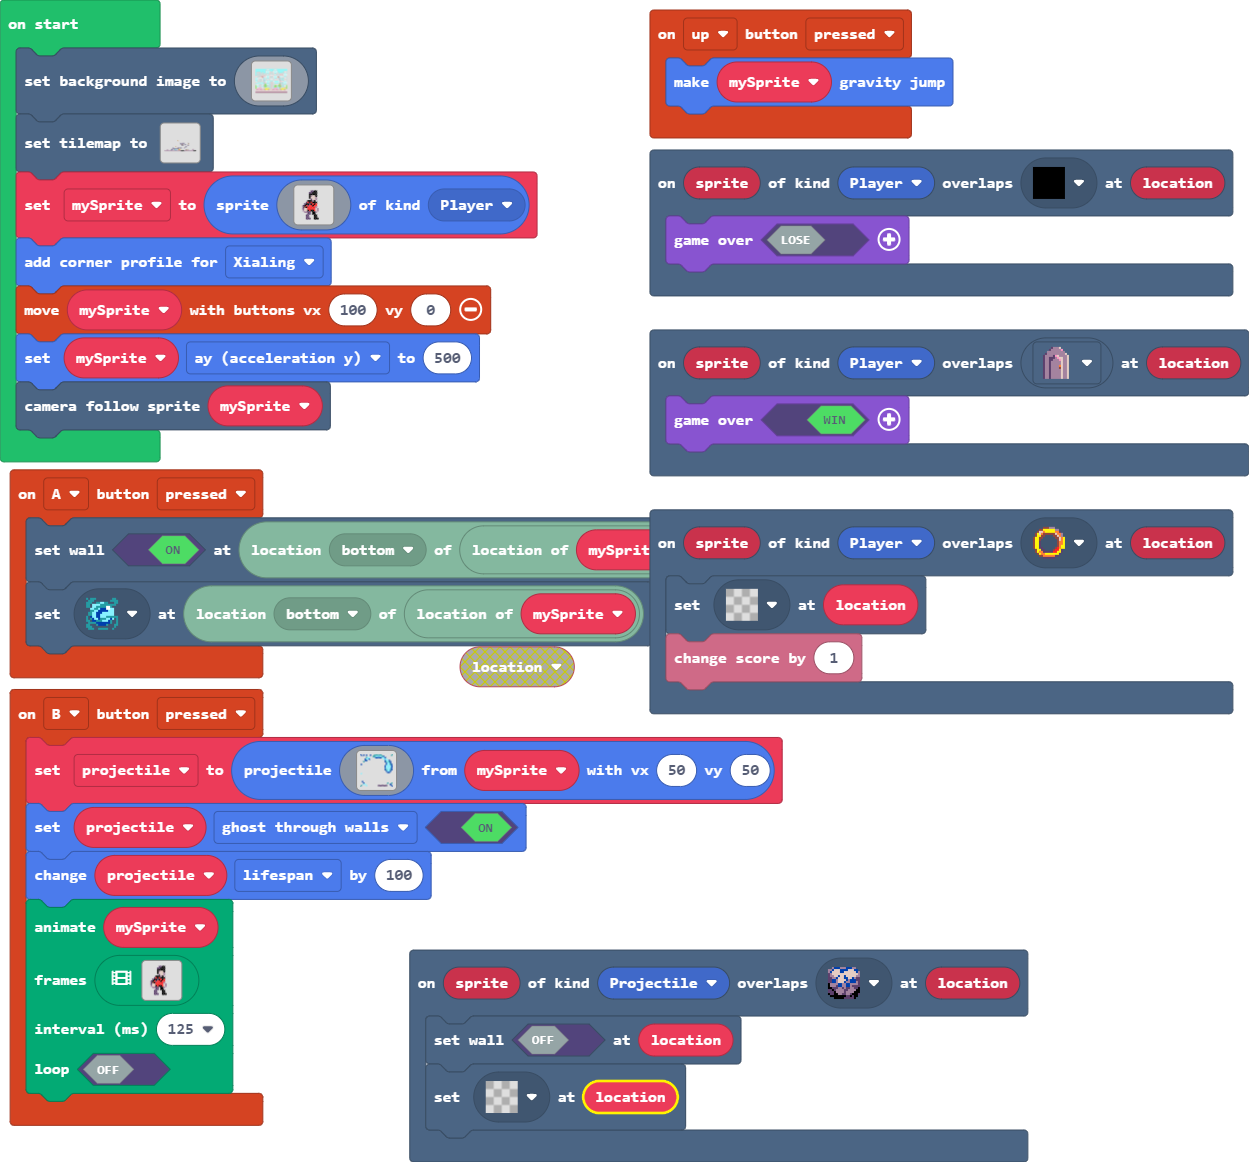 on start
set background image to
set tilemap to
set mySprite to sprite of kind Player
add corner profile for Xialing
move mySprite with buttons vx 100 vy 0
set mySprite ay (acceleration y) to 500
camera follow sprite mySprite
on A button pressed
set wall ON at location bottom of location of mySprit
set at location bottom of location of mySprite
location
on B button pressed
set projectile to projectile from mySprite with vx 50 vy 50
set projectile ghost through walls ON
change projectile lifespan by 100
animate mySprite
frames
interval (ms) 125
loop OFF
on up button pressed
make mySprite gravity jump
on sprite of kind Player overlaps at location
game over LOSE
on sprite of kind Player overlaps at location
game over WIN
on sprite of kind Player overlaps at location
set at location
change score by 1
on sprite of kind Projectile overlaps at location
set wall OFF at location
set at location